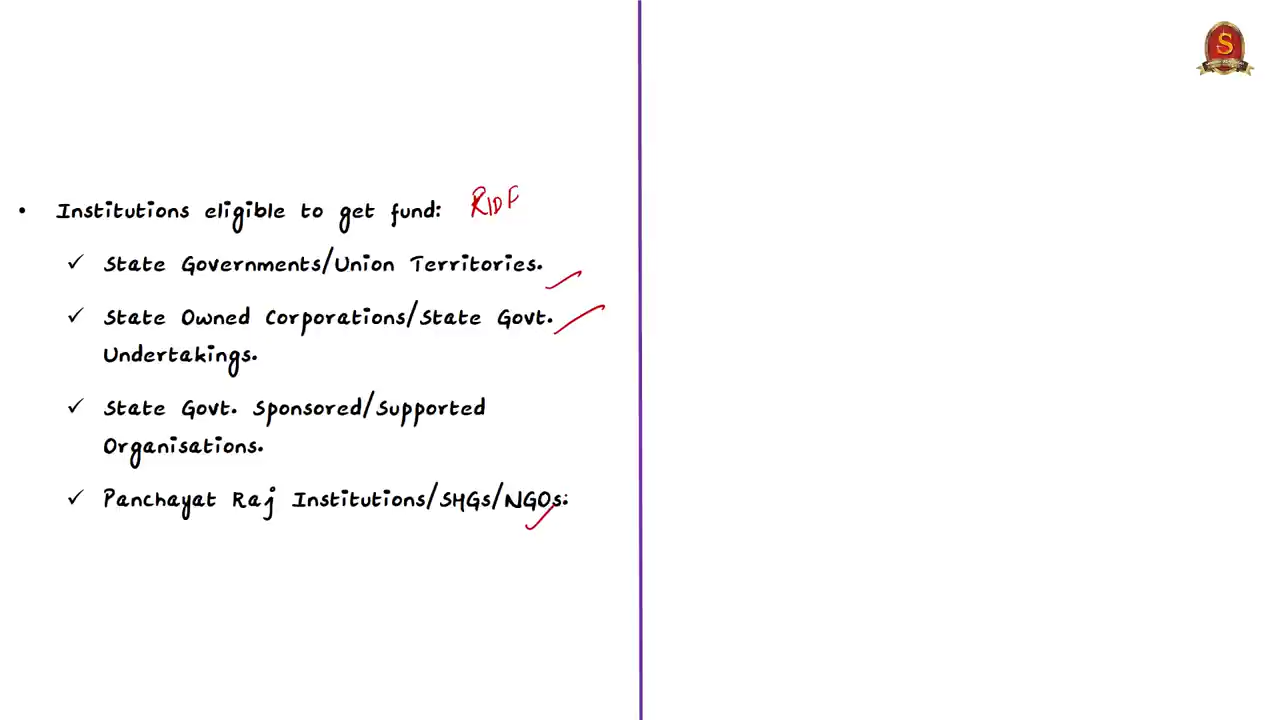 • Institutions eligible to get fund: RIDF
✓ State Governments/Union Territories.
✓ State Owned Corporations/State Govt.
Undertakings.
✓ State Govt. Sponsored/Supported
Organisations.
✓ Panchayat Raj Institutions/SHGs/NGOs:
S